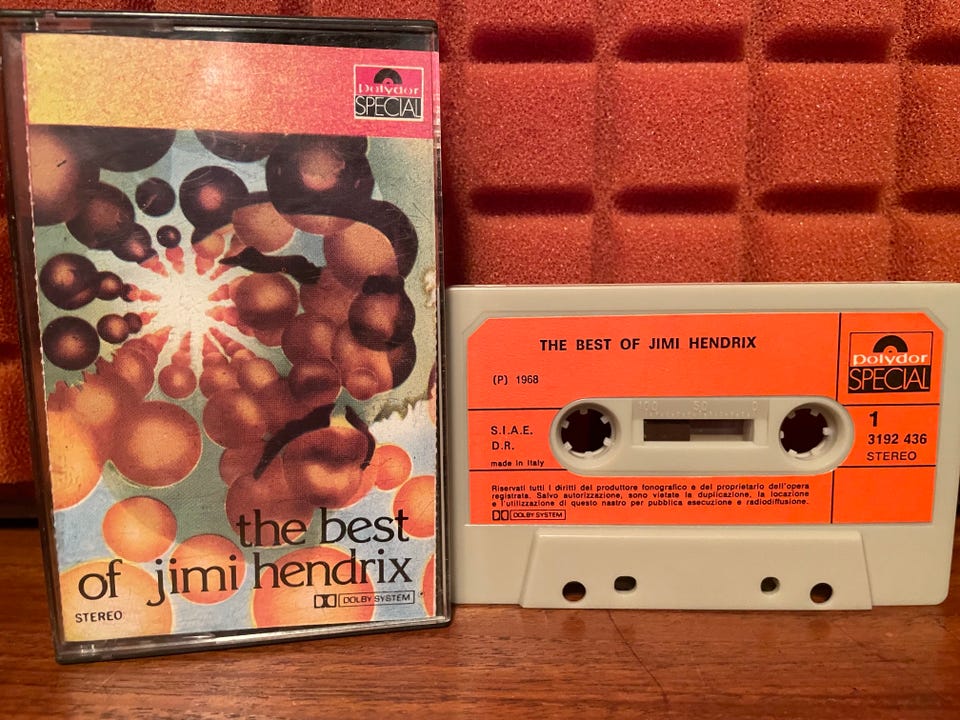 Polydor
SPECIAL
the best
of jimi hendrix
STEREO
DOLBY SYSTEM
THE BEST OF JIMI HENDRIX
(P) 1968
polydor
SPECIAL
S.I.A.E.
D.R.
made in Italy
100 50 0
1
3192 436
STEREO
Riservati tutti i diritti del produttore fonografico e del proprietario dell'opera
registrata. Salvo autorizzazione, sono vietate la duplicazione, la locazione
e l'utilizzazione di questo nastro per pubblica esecuzione e radiodiffusione.
DOLBY SYSTEM